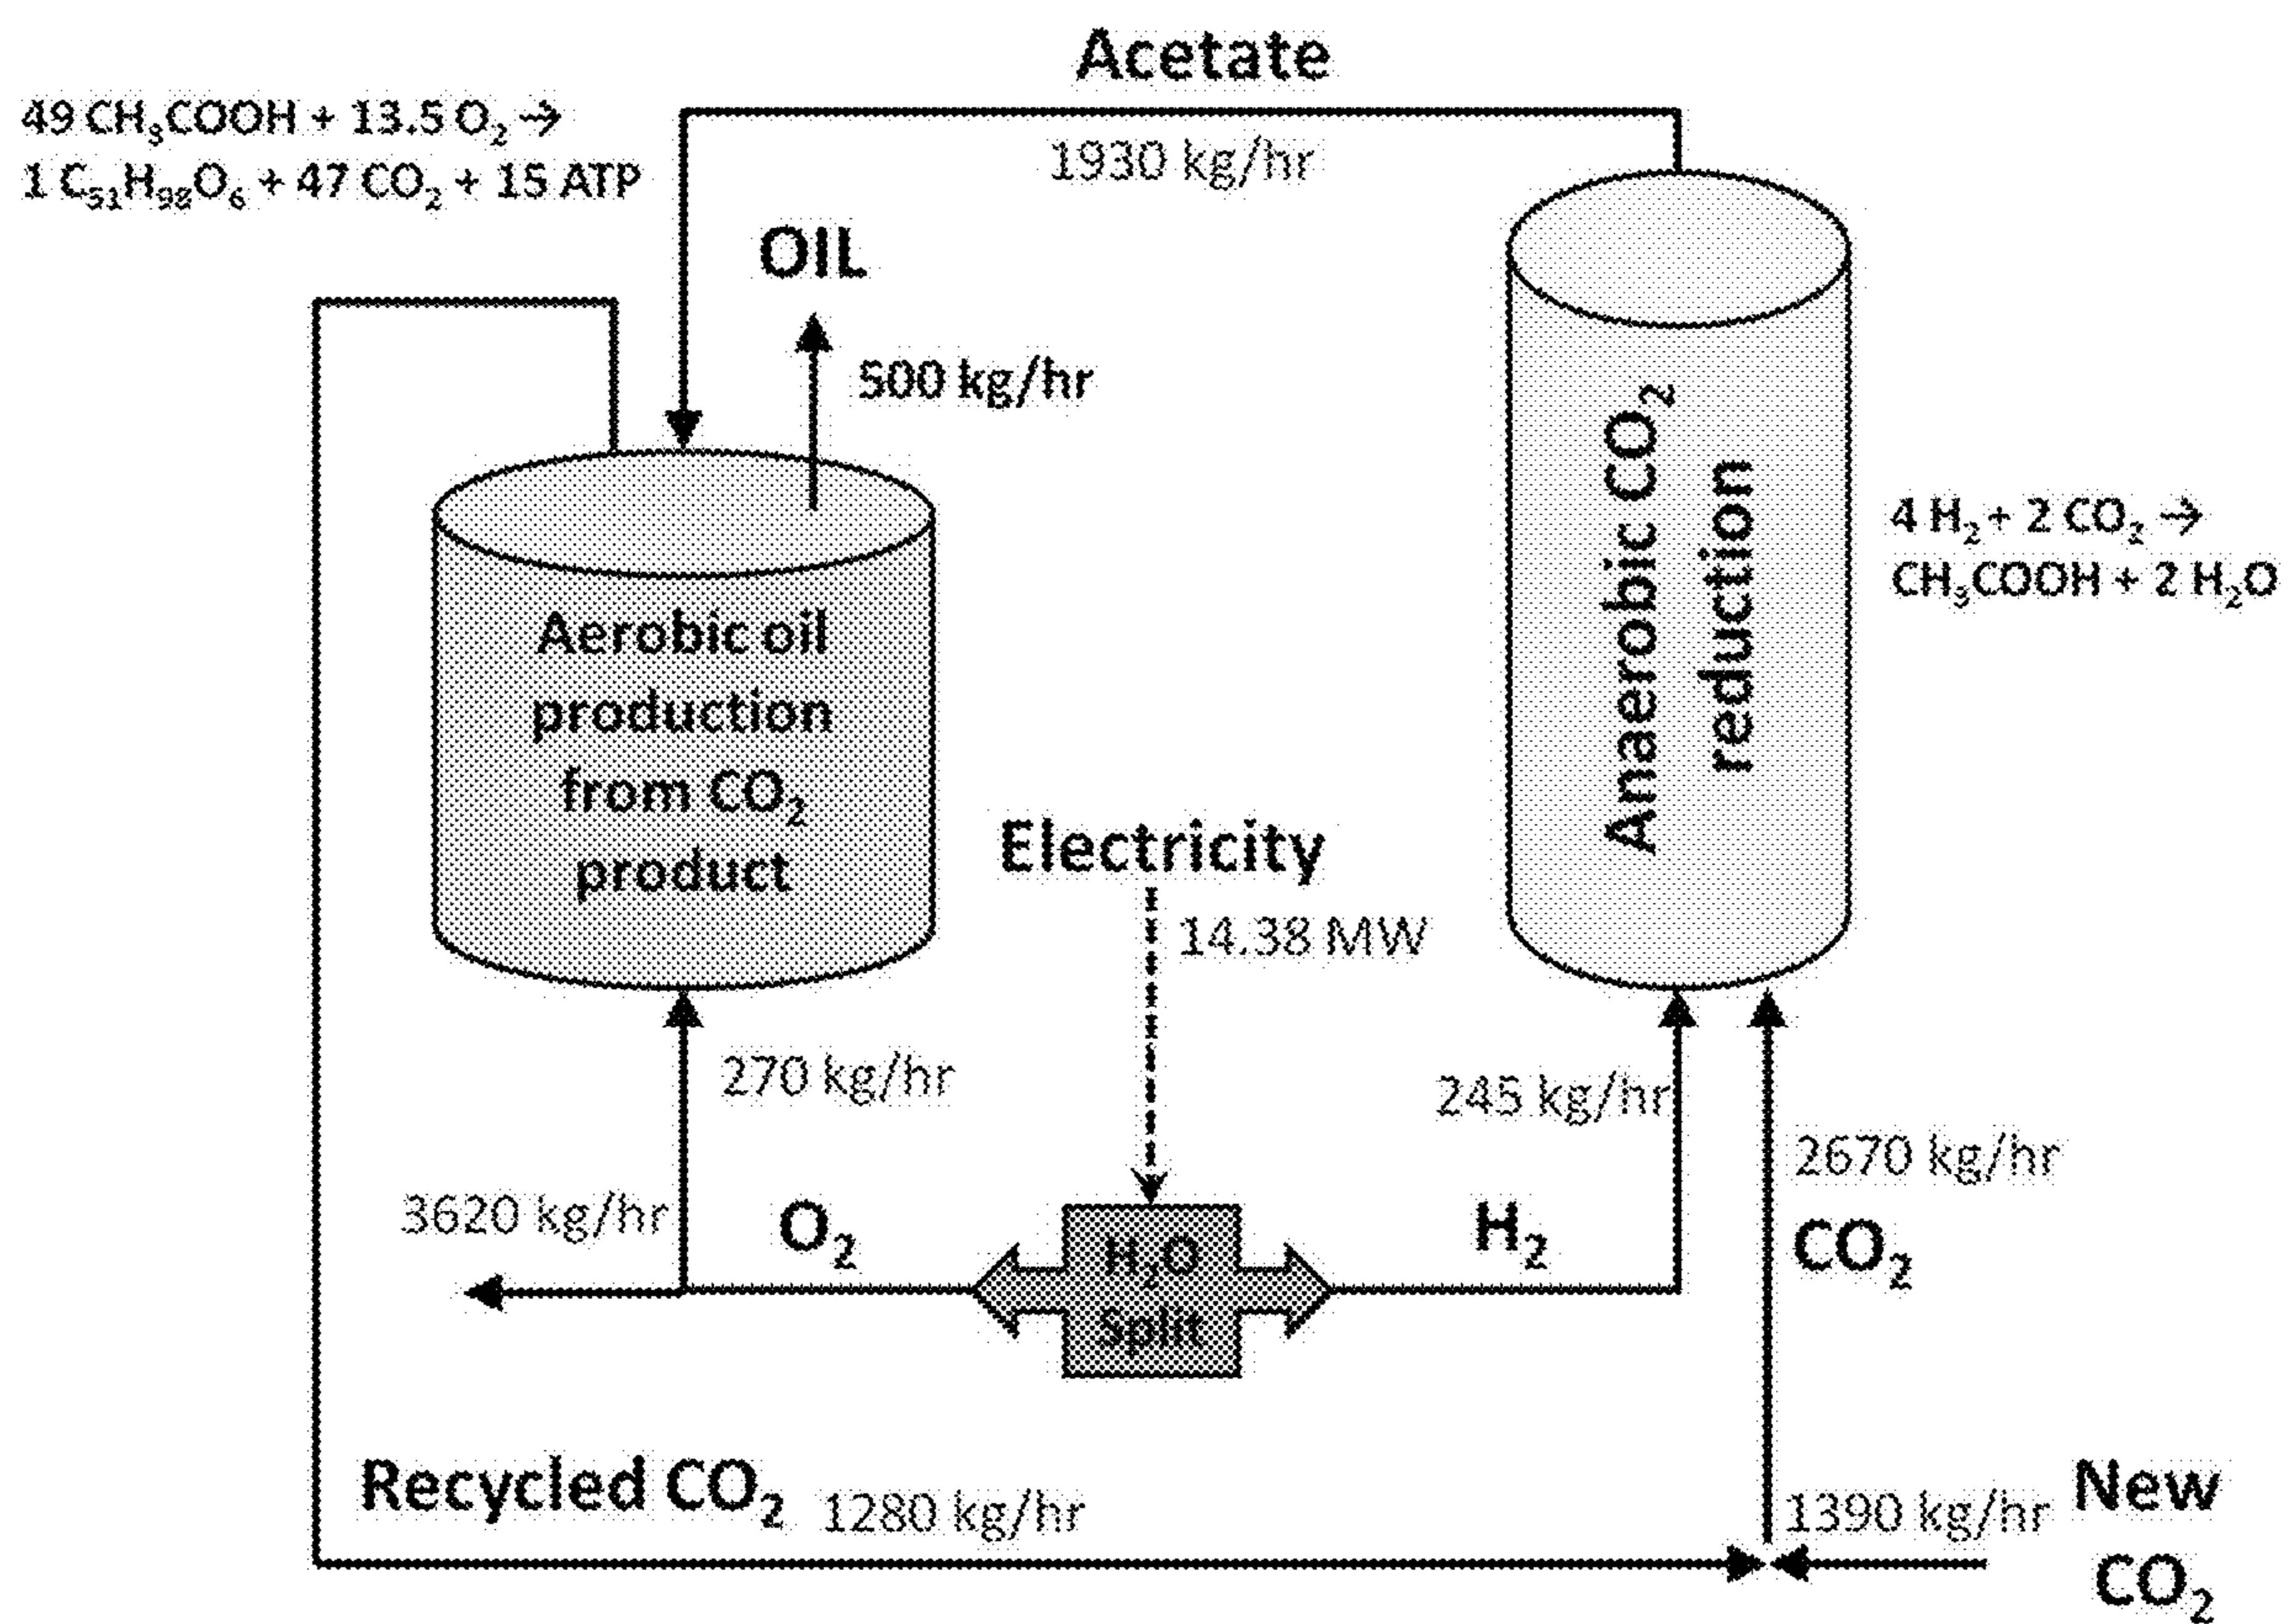 Acetate
1930 kg/hr
49 CH₃COOH + 13.5 O₂ →
1 C₅₁H₉₈O₆ + 47 CO₂ + 15 ATP
OIL
500 kg/hr
Aerobic oil
production
from CO₂
product
Anaerobic CO₂
reduction
4 H₂ + 2 CO₂ →
CH₃COOH + 2 H₂O
Electricity
14.38 MW
270 kg/hr
245 kg/hr
2670 kg/hr
3620 kg/hr
O₂
H₂O
Split
H₂
CO₂
Recycled CO₂ 1280 kg/hr
1390 kg/hr
New
CO₂